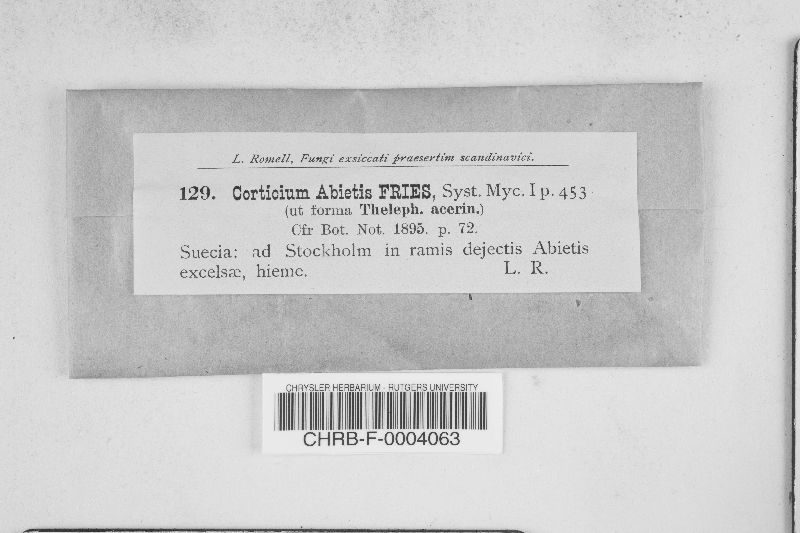 L. Romell, Fungi exsiccati præsertim scandinavici.
129. Corticium Abietis FRIES, Syst. Myc. I p. 453
(ut forma Theleph. acerin.)
Cfr Bot. Not. 1895. p. 72.
Suecia: ad Stockholm in ramis dejectis Abietis
excelsæ, hieme. L. R.
CHRYSLER HERBARIUM - RUTGERS UNIVERSITY
CHRB-F-0004063